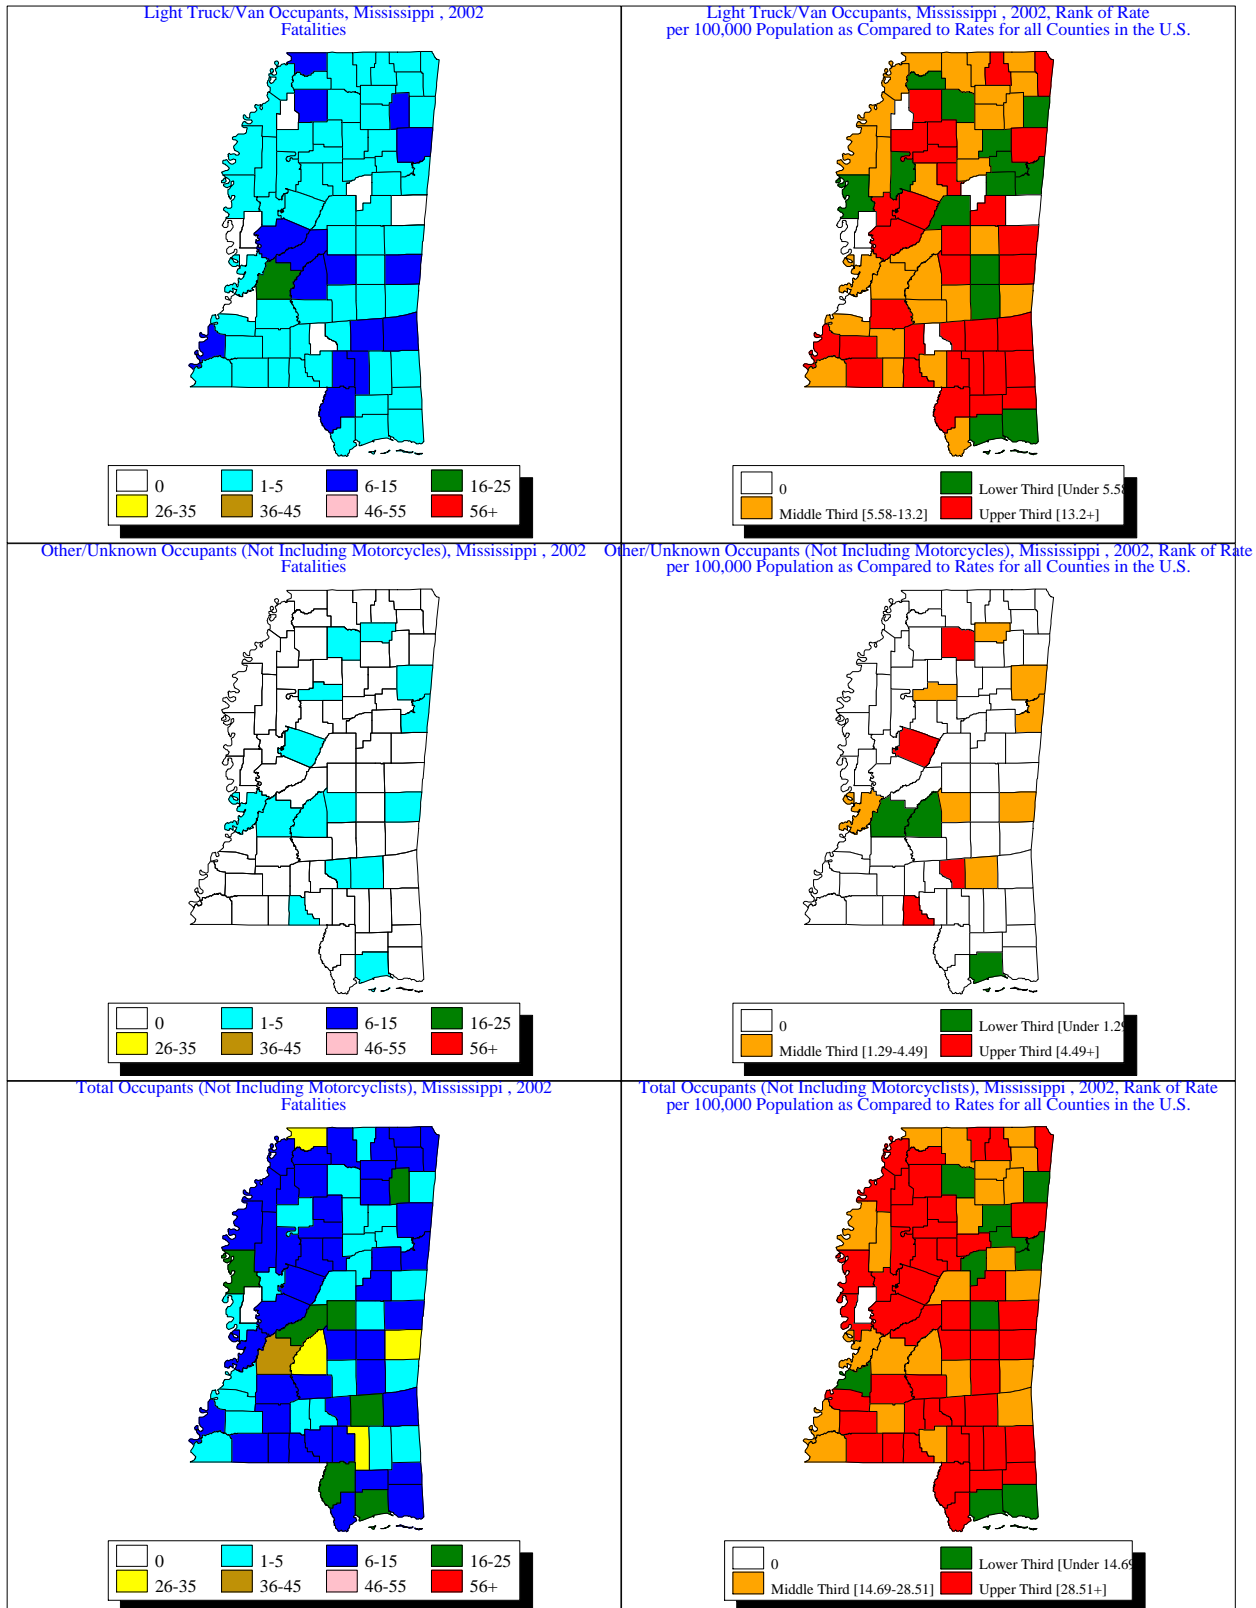 Light Truck/Van Occupants, Mississippi , 2002
Fatalities
0
1-5
6-15
16-25
26-35
36-45
46-55
56+
Light Truck/Van Occupants, Mississippi , 2002, Rank of Rate
per 100,000 Population as Compared to Rates for all Counties in the U.S.
0
Lower Third [Under 5.58
Middle Third [5.58-13.2]
Upper Third [13.2+]
Other/Unknown Occupants (Not Including Motorcycles), Mississippi , 2002
Fatalities
0
1-5
6-15
16-25
26-35
36-45
46-55
56+
Other/Unknown Occupants (Not Including Motorcycles), Mississippi , 2002, Rank of Rate
per 100,000 Population as Compared to Rates for all Counties in the U.S.
0
Lower Third [Under 1.29
Middle Third [1.29-4.49]
Upper Third [4.49+]
Total Occupants (Not Including Motorcyclists), Mississippi , 2002
Fatalities
0
1-5
6-15
16-25
26-35
36-45
46-55
56+
Total Occupants (Not Including Motorcyclists), Mississippi , 2002, Rank of Rate
per 100,000 Population as Compared to Rates for all Counties in the U.S.
0
Lower Third [Under 14.69
Middle Third [14.69-28.51]
Upper Third [28.51+]